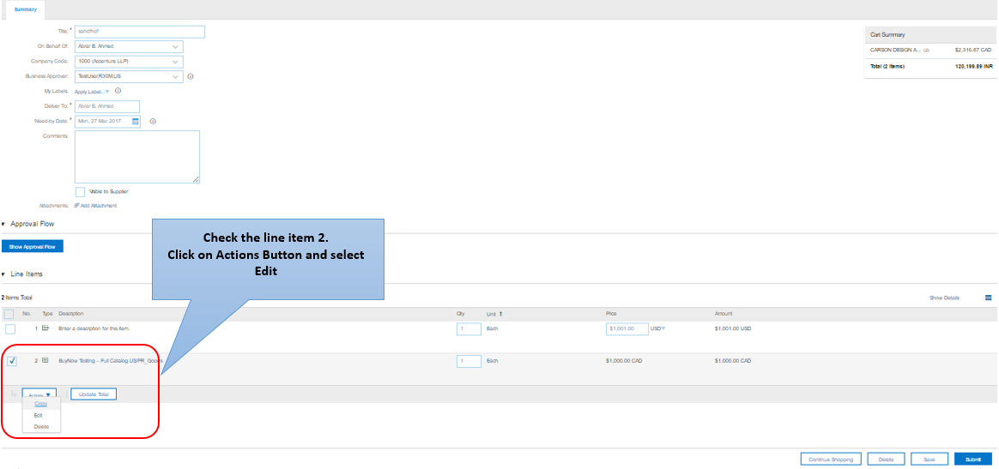 Summary
Title: * sahdfhdf
On Behalf Of: Abrar B. Ahmed
Company Code: 1000 (Accenture LLP)
Business Approver: TestUser.R30M.US
My Labels: Apply Label...
Deliver To: * Abrar B. Ahmed
Need-by Date: * Mon, 27 Mar, 2017
Comments:
Visible to Supplier
Attachments: Add Attachment
Cart Summary
CARSON DESIGN A... (2) $2,316.67 CAD
Total (2 items) 120,199.89 INR
Approval Flow
Show Approval Flow
Check the line item 2.
Click on Actions Button and select
Edit
Line Items
2 Items Total
Show Details
No. Type Description Qty Unit Price Amount
1 Enter a description for this item. 1 Each $1,001.00 USD $1,001.00 USD
2 BuyNow Testing – Full Catalog US/PR_Goods 1 Each $1,000.00 CAD $1,000.00 CAD
Actions Update Total
Copy
Edit
Delete
Continue Shopping Delete Save Submit